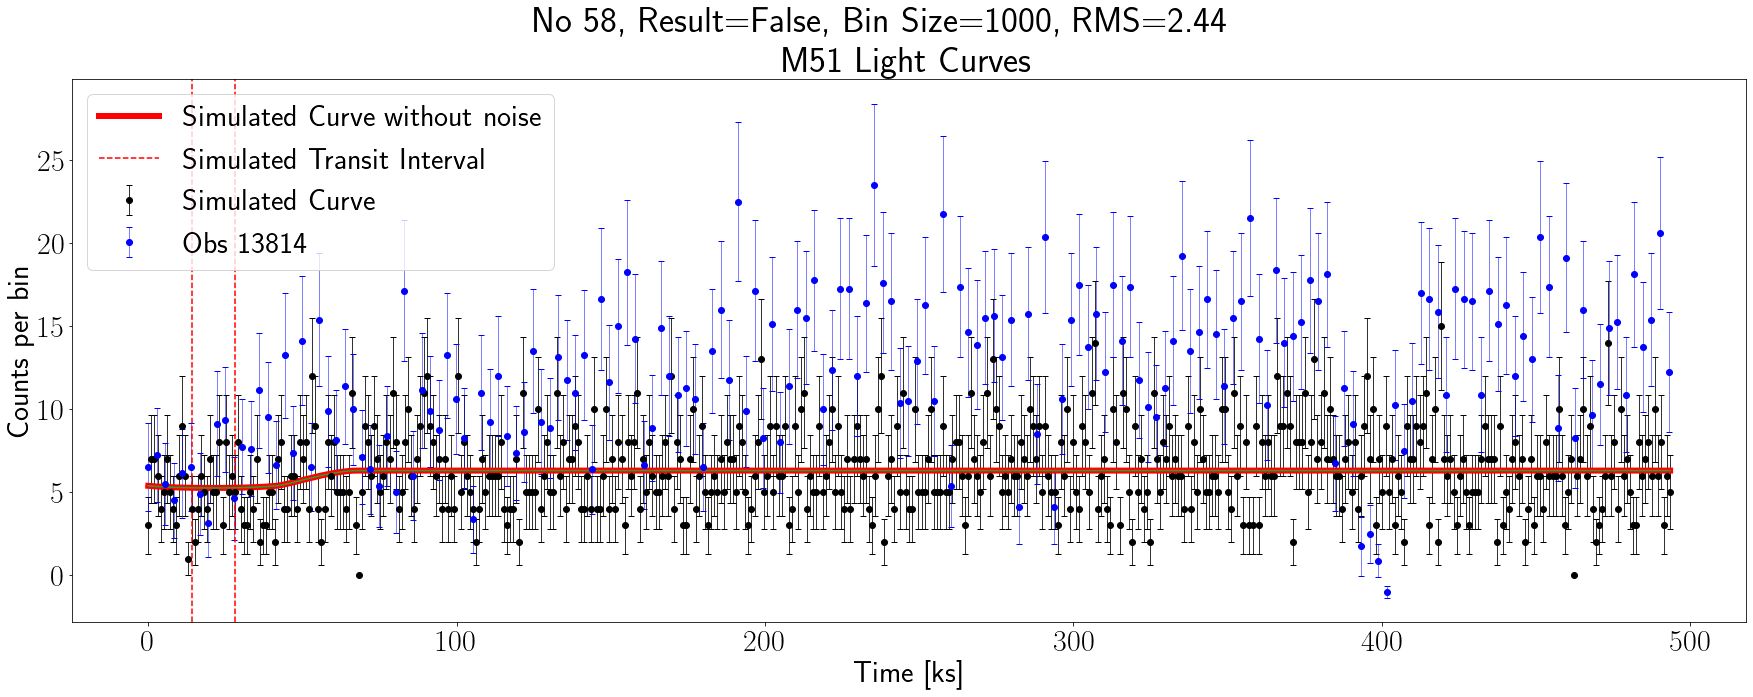 No 58, Result=False, Bin Size=1000, RMS=2.44
M51 Light Curves
Simulated Curve without noise
Simulated Transit Interval
Simulated Curve
Obs 13814
Counts per bin
25
20
15
10
5
0
0 100 200 300 400 500
Time [ks]